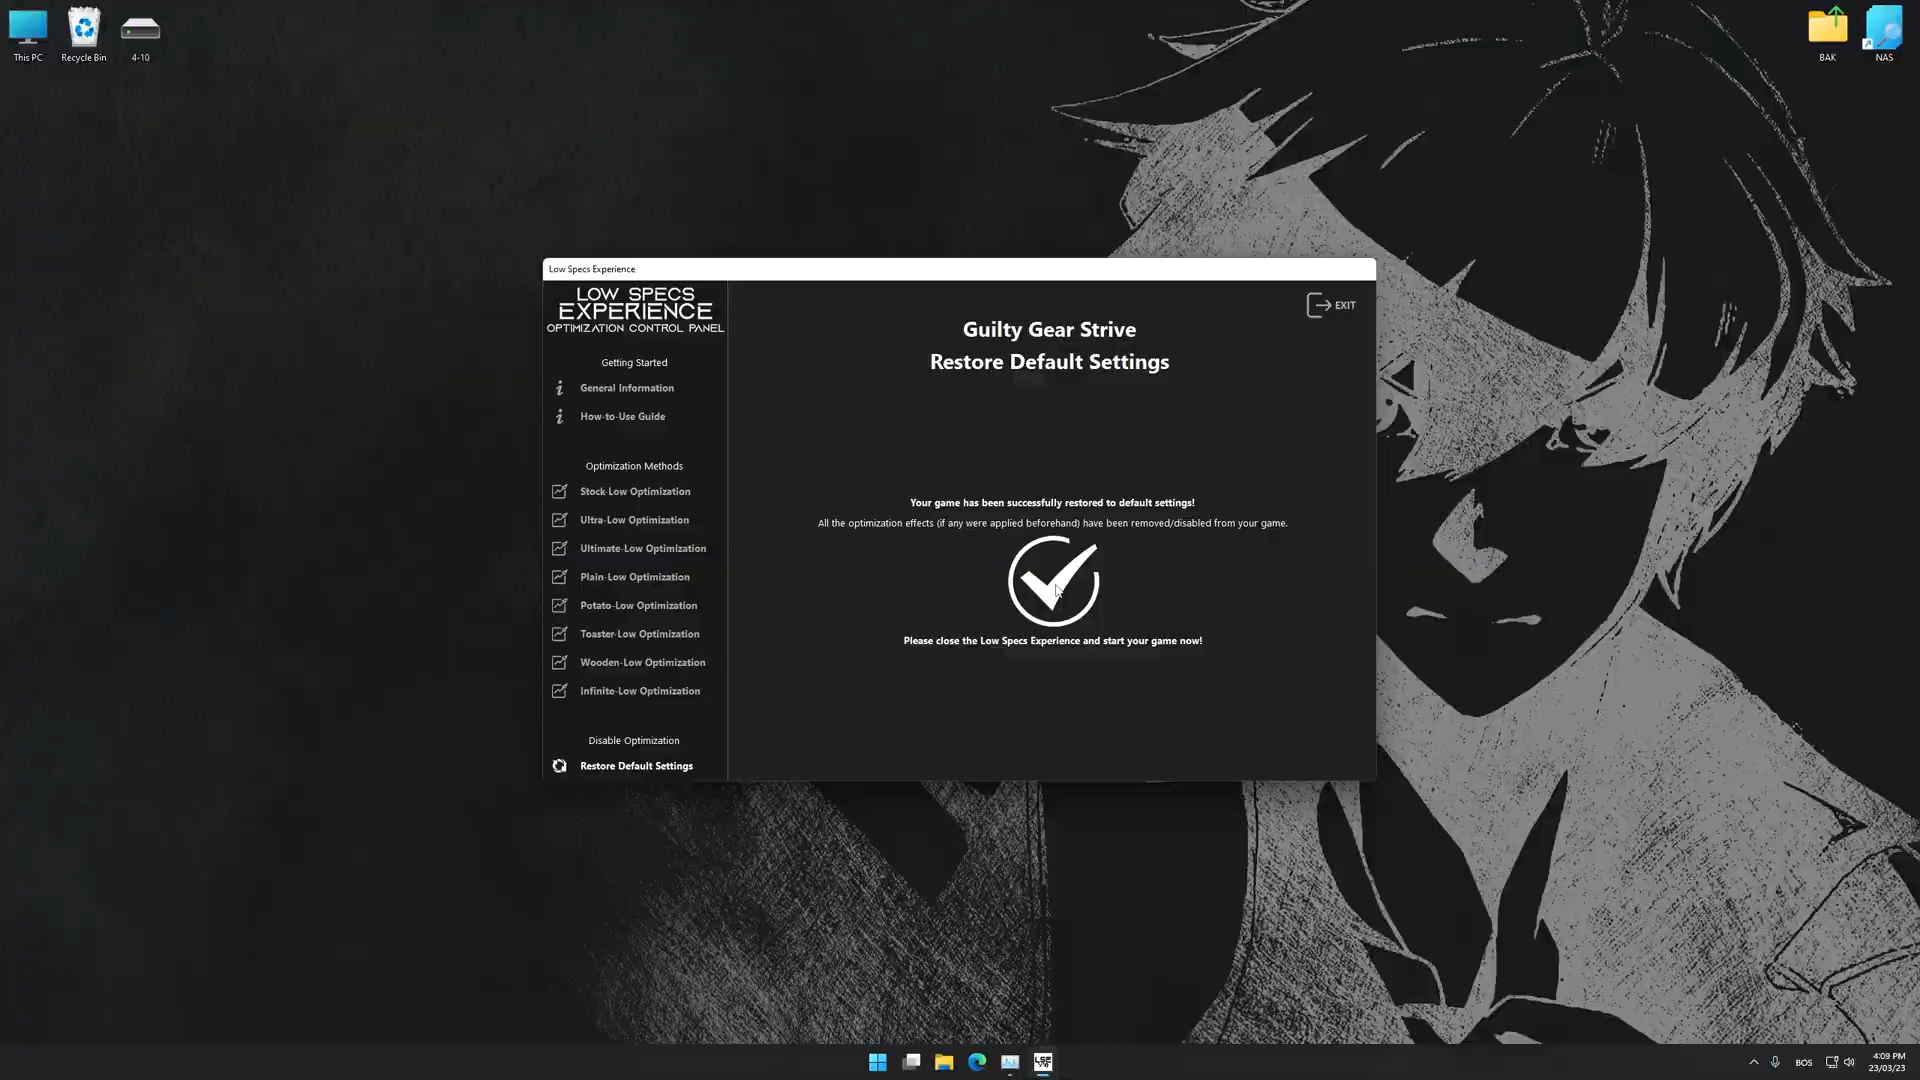 This PC
Recycle Bin
4-10
BAK
NAS
Low Specs Experience
LOW SPECS
EXPERIENCE
OPTIMIZATION CONTROL PANEL
Getting Started
General Information
How-to-Use Guide
Optimization Methods
Stock-Low Optimization
Ultra-Low Optimization
Ultimate-Low Optimization
Plain-Low Optimization
Potato-Low Optimization
Toaster-Low Optimization
Wooden-Low Optimization
Infinite-Low Optimization
Disable Optimization
Restore Default Settings
EXIT
Guilty Gear Strive
Restore Default Settings
Your game has been successfully restored to default settings!
All the optimization effects (if any were applied beforehand) have been removed/disabled from your game.
Please close the Low Specs Experience and start your game now!
LSE
BOS
4:09 PM
23/03/23